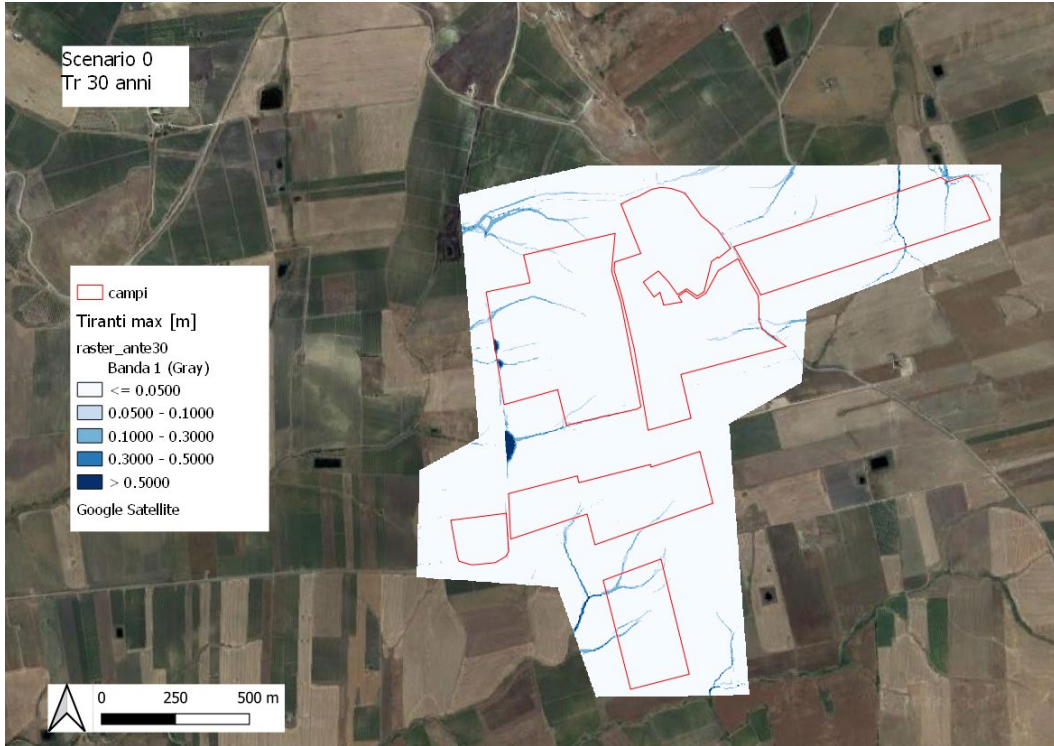 Scenario 0
Tr 30 anni
campi
Tiranti max [m]
raster_ante30
Banda 1 (Gray)
<= 0.0500
0.0500 - 0.1000
0.1000 - 0.3000
0.3000 - 0.5000
> 0.5000
Google Satellite
0 250 500 m